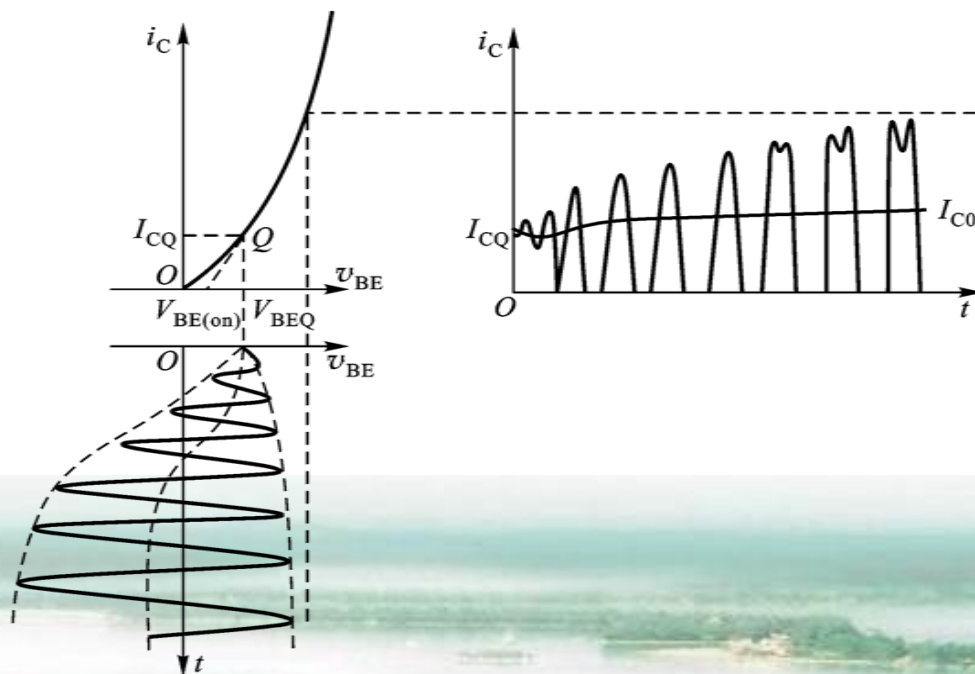 i_C
I_CQ
Q
O
v_BE
V_BE(on) V_BEQ
O
v_BE
t
i_C
I_CQ
I_C0
O
t